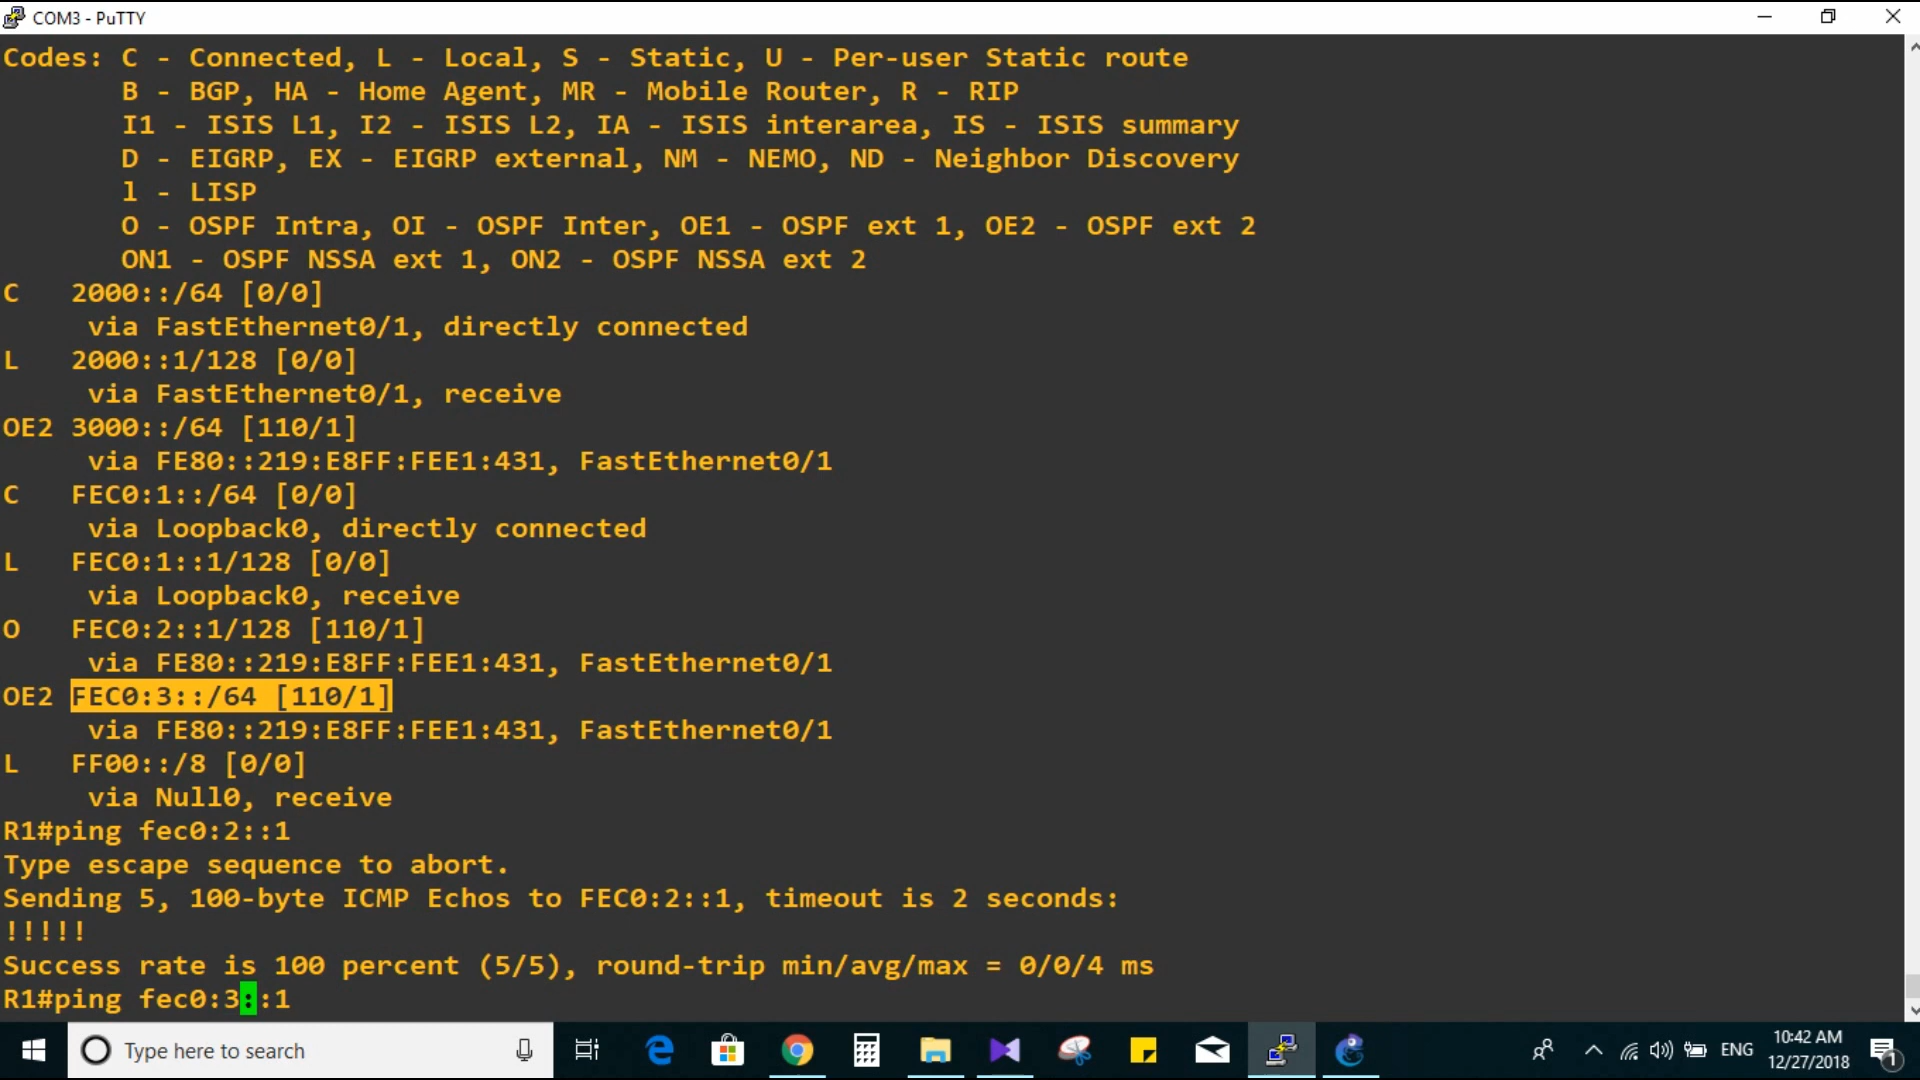 COM3 - PuTTY
Codes: C - Connected, L - Local, S - Static, U - Per-user Static route
B - BGP, HA - Home Agent, MR - Mobile Router, R - RIP
I1 - ISIS L1, I2 - ISIS L2, IA - ISIS interarea, IS - ISIS summary
D - EIGRP, EX - EIGRP external, NM - NEMO, ND - Neighbor Discovery
l - LISP
O - OSPF Intra, OI - OSPF Inter, OE1 - OSPF ext 1, OE2 - OSPF ext 2
ON1 - OSPF NSSA ext 1, ON2 - OSPF NSSA ext 2
C 2000::/64 [0/0]
via FastEthernet0/1, directly connected
L 2000::1/128 [0/0]
via FastEthernet0/1, receive
OE2 3000::/64 [110/1]
via FE80::219:E8FF:FEE1:431, FastEthernet0/1
C FEC0:1::/64 [0/0]
via Loopback0, directly connected
L FEC0:1::1/128 [0/0]
via Loopback0, receive
O FEC0:2::1/128 [110/1]
via FE80::219:E8FF:FEE1:431, FastEthernet0/1
OE2 FEC0:3::/64 [110/1]
via FE80::219:E8FF:FEE1:431, FastEthernet0/1
L FF00::/8 [0/0]
via Null0, receive
R1#ping fec0:2::1
Type escape sequence to abort.
Sending 5, 100-byte ICMP Echos to FEC0:2::1, timeout is 2 seconds:
!!!!!
Success rate is 100 percent (5/5), round-trip min/avg/max = 0/0/4 ms
R1#ping fec0:3::1
Type here to search
ENG
10:42 AM
12/27/2018
1